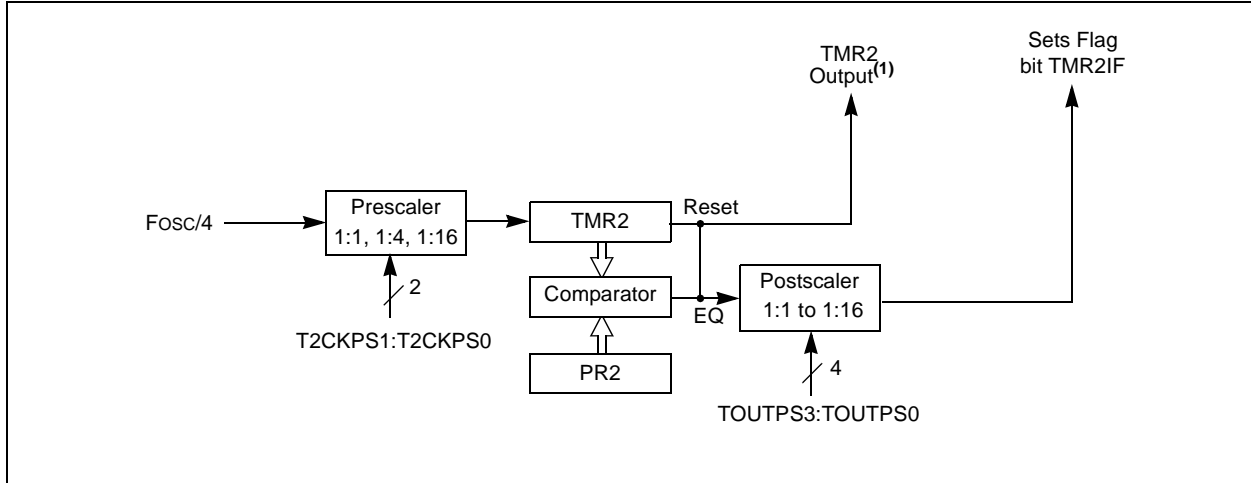 TMR2
Output(1)
Sets Flag
bit TMR2IF
FOSC/4
Prescaler
1:1, 1:4, 1:16
2
T2CKPS1:T2CKPS0
TMR2
Reset
Comparator
EQ
PR2
Postscaler
1:1 to 1:16
4
TOUTPS3:TOUTPS0